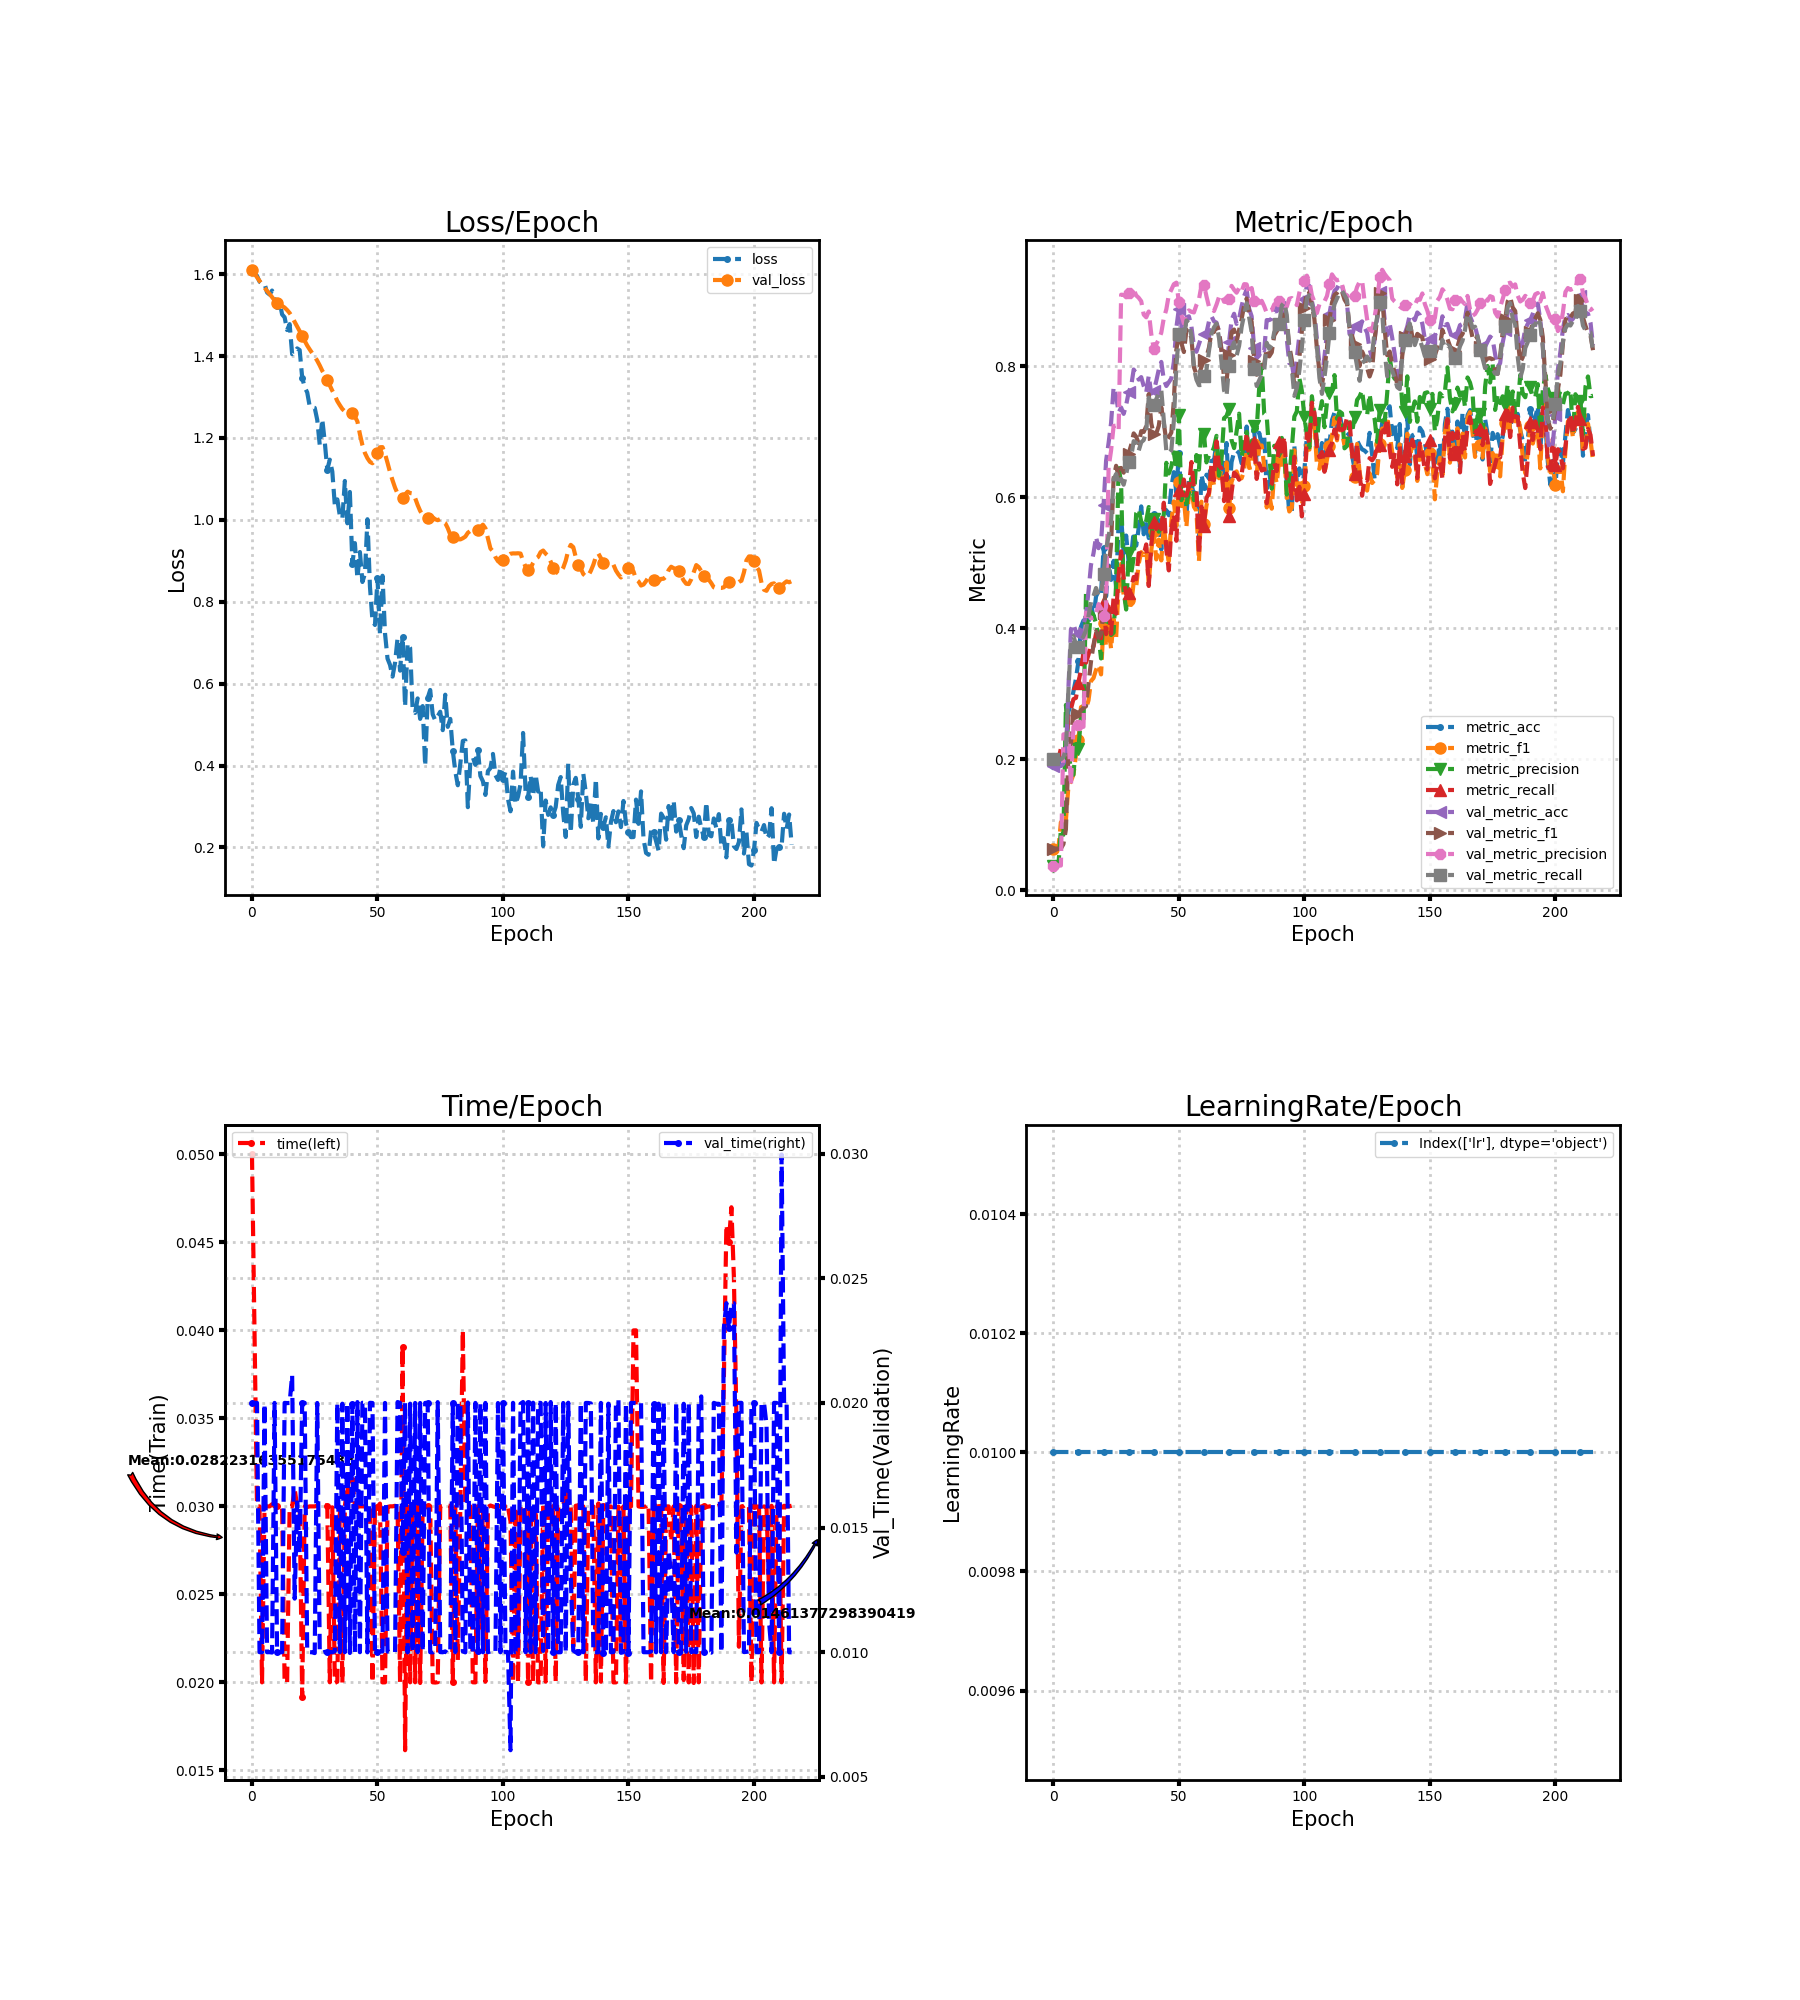 Loss/Epoch
loss
val_loss
1.6
1.4
1.2
1.0
0.8
0.6
0.4
0.2
Loss
0
50
100
150
200
Epoch
Metric/Epoch
0.8
0.6
0.4
0.2
0.0
Metric
metric_acc
metric_f1
metric_precision
metric_recall
val_metric_acc
val_metric_f1
val_metric_precision
val_metric_recall
0
50
100
150
200
Epoch
Time/Epoch
time(left)
val_time(right)
0.050
0.045
0.040
0.035
0.030
0.025
0.020
0.015
Time(Train)
0.030
0.025
0.020
0.015
0.010
0.005
Val_Time(Validation)
Mean:0.01461377298390419
0
50
100
150
200
Epoch
LearningRate/Epoch
Index(['lr'], dtype='object')
0.0104
0.0102
0.0100
0.0098
0.0096
LearningRate
0
50
100
150
200
Epoch